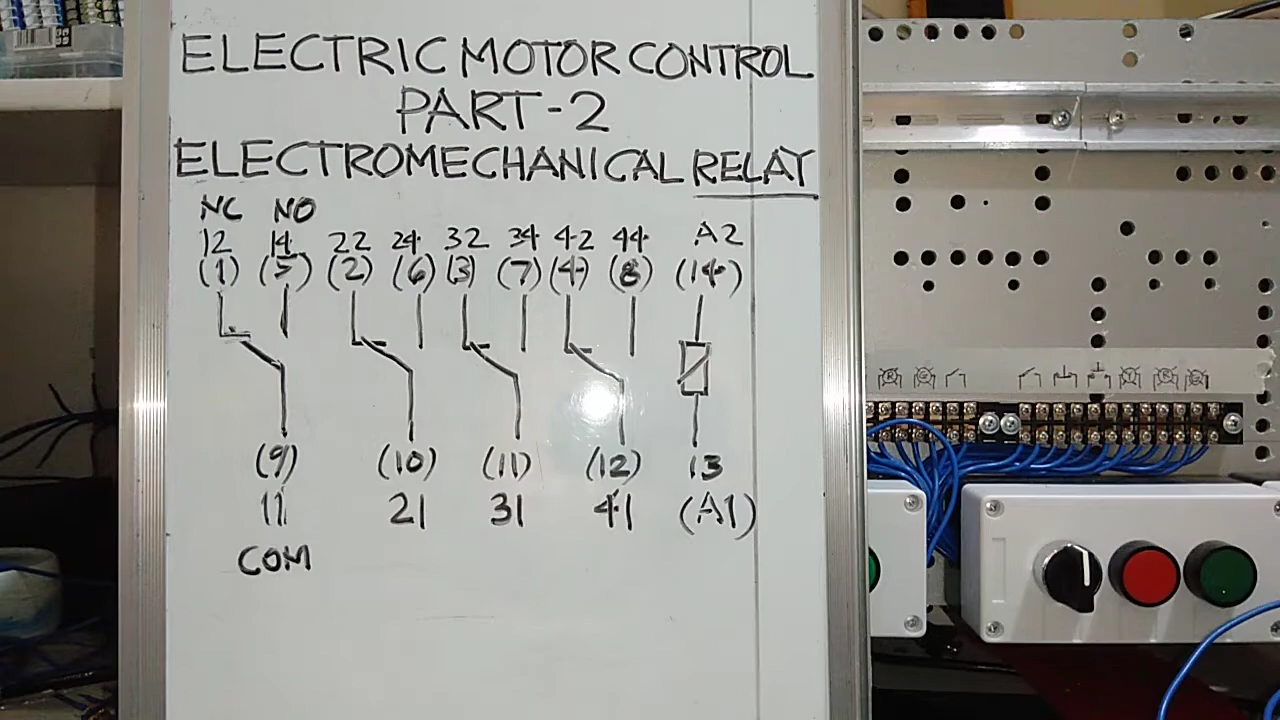 ELECTRIC MOTOR CONTROL
PART-2
ELECTROMECHANICAL RELAY
NC NO
12 14 22 24 32 34 42 44 A2
(1) (5) (2) (6) (3) (7) (4) (8) (14)
(9) (10) (11) (12) 13
11 21 31 41 (A1)
COM